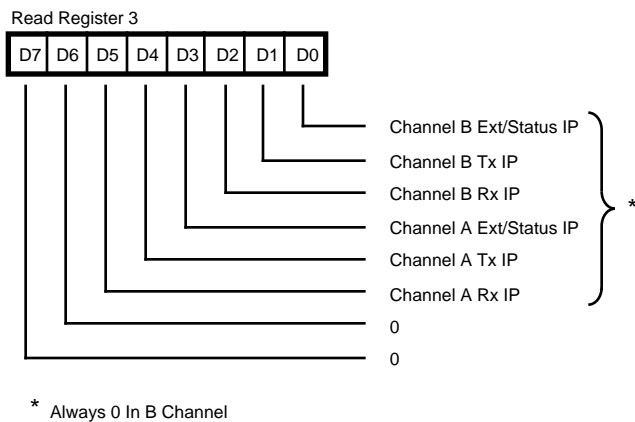 Read Register 3
D7 D6 D5 D4 D3 D2 D1 D0
Channel B Ext/Status IP
Channel B Tx IP
Channel B Rx IP
*
Channel A Ext/Status IP
Channel A Tx IP
Channel A Rx IP
0
0
* Always 0 In B Channel